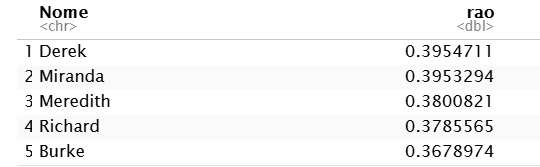 Nome rao
<chr> <dbl>
1 Derek 0.3954711
2 Miranda 0.3953294
3 Meredith 0.3800821
4 Richard 0.3785565
5 Burke 0.3678974